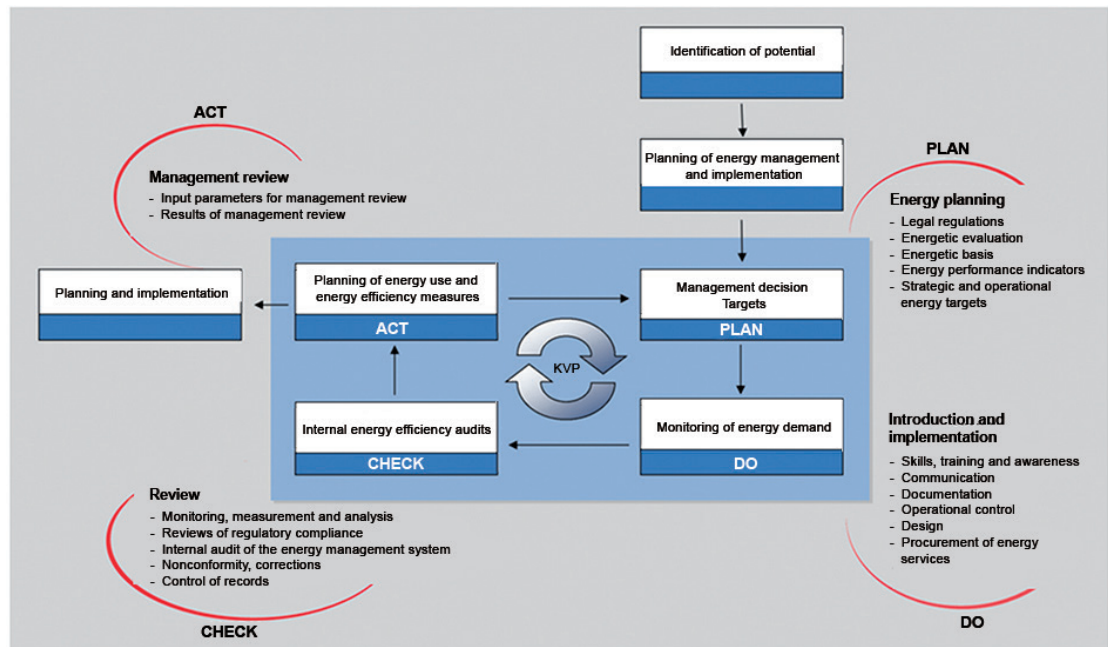 Identification of potential
Planning of energy management
and implementation
ACT
Management review
- Input parameters for management review
- Results of management review
PLAN
Energy planning
- Legal regulations
- Energetic evaluation
- Energetic basis
- Energy performance indicators
- Strategic and operational
energy targets
Planning and implementation
Planning of energy use and
energy efficiency measures
ACT
Management decision
Targets
PLAN
KVP
Internal energy efficiency audits
CHECK
Monitoring of energy demand
DO
Introduction and
implementation
- Skills, training and awareness
- Communication
- Documentation
- Operational control
- Design
- Procurement of energy
services
DO
Review
- Monitoring, measurement and analysis
- Reviews of regulatory compliance
- Internal audit of the energy management system
- Nonconformity, corrections
- Control of records
CHECK